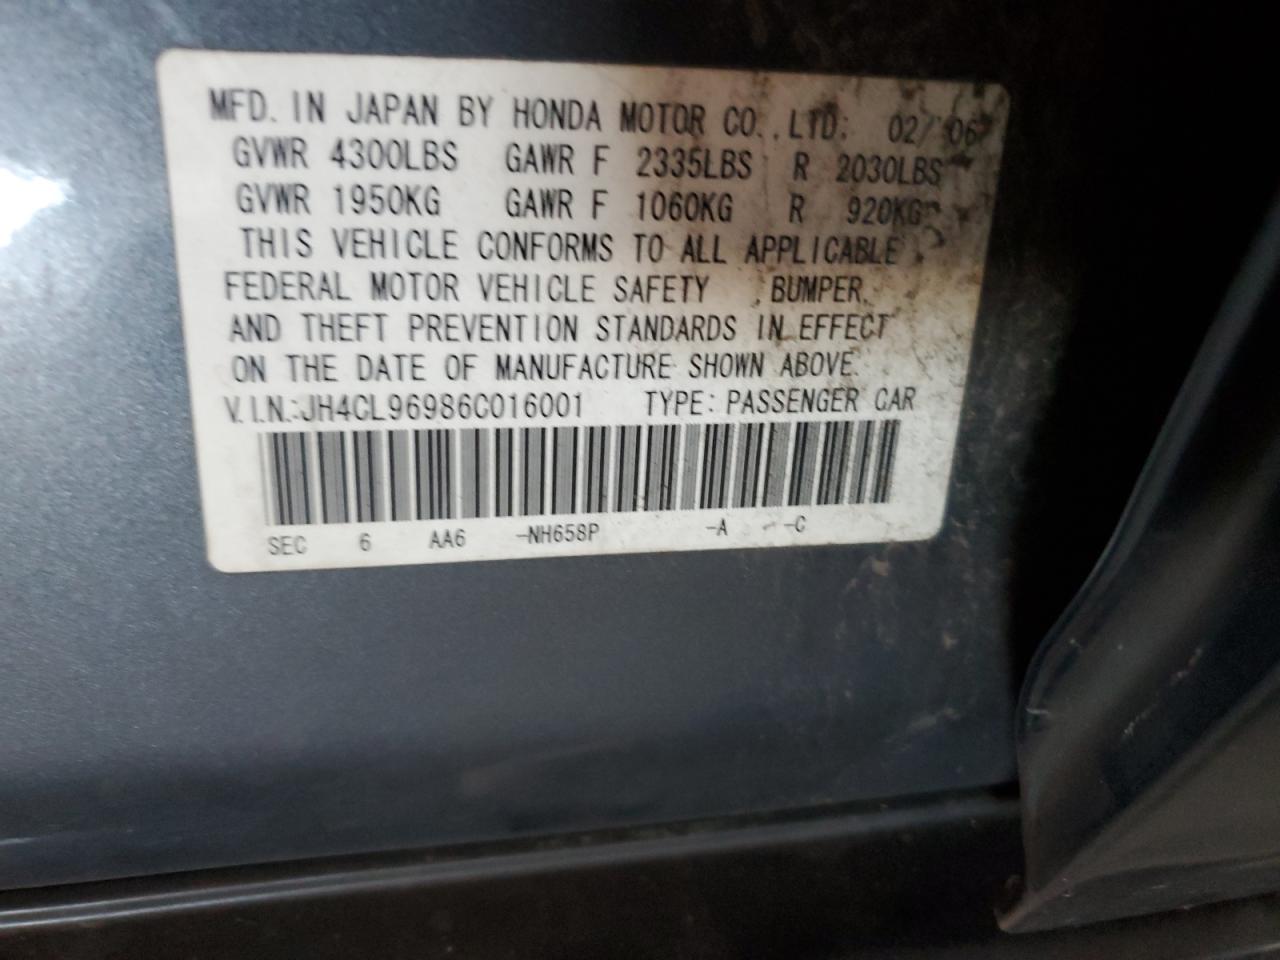 MFD. IN JAPAN BY HONDA MOTOR CO., LTD. 02/06
GVWR 4300LBS GAWR F 2335LBS R 2030LBS
GVWR 1950KG GAWR F 1060KG R 920KG
THIS VEHICLE CONFORMS TO ALL APPLICABLE
FEDERAL MOTOR VEHICLE SAFETY , BUMPER,
AND THEFT PREVENTION STANDARDS IN EFFECT
ON THE DATE OF MANUFACTURE SHOWN ABOVE.
V.I.N.:JH4CL96986C016001 TYPE: PASSENGER CAR
SEC 6 AA6 -NH658P -A -C